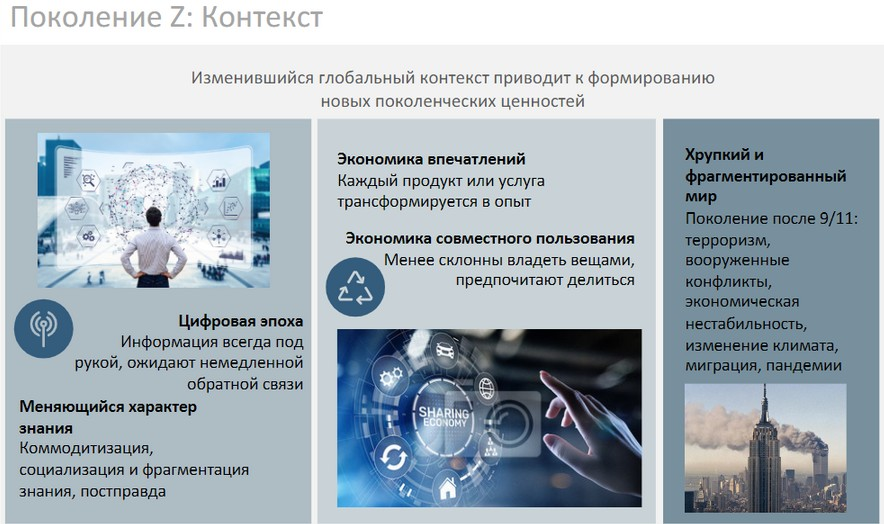 Поколение Z: Контекст
Изменившийся глобальный контекст приводит к формированию
новых поколенческих ценностей
Цифровая эпоха
Информация всегда под
рукой, ожидают немедленной
обратной связи
Меняющийся характер
знания
Коммодитизация,
социализация и фрагментация
знания, постправда
Экономика впечатлений
Каждый продукт или услуга
трансформируется в опыт
Экономика совместного пользования
Менее склонны владеть вещами,
предпочитают делиться
SHARING
ECONOMY
Хрупкий и
фрагментированный
мир
Поколение после 9/11:
терроризм,
вооруженные
конфликты,
экономическая
нестабильность,
изменение климата,
миграция, пандемии